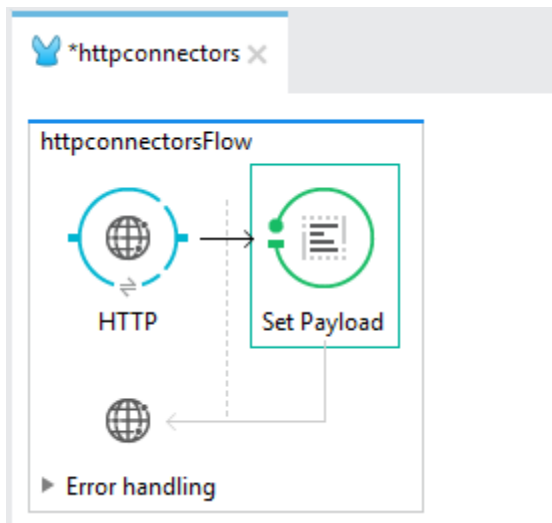 *httpconnectors
httpconnectorsFlow
HTTP
Set Payload
Error handling